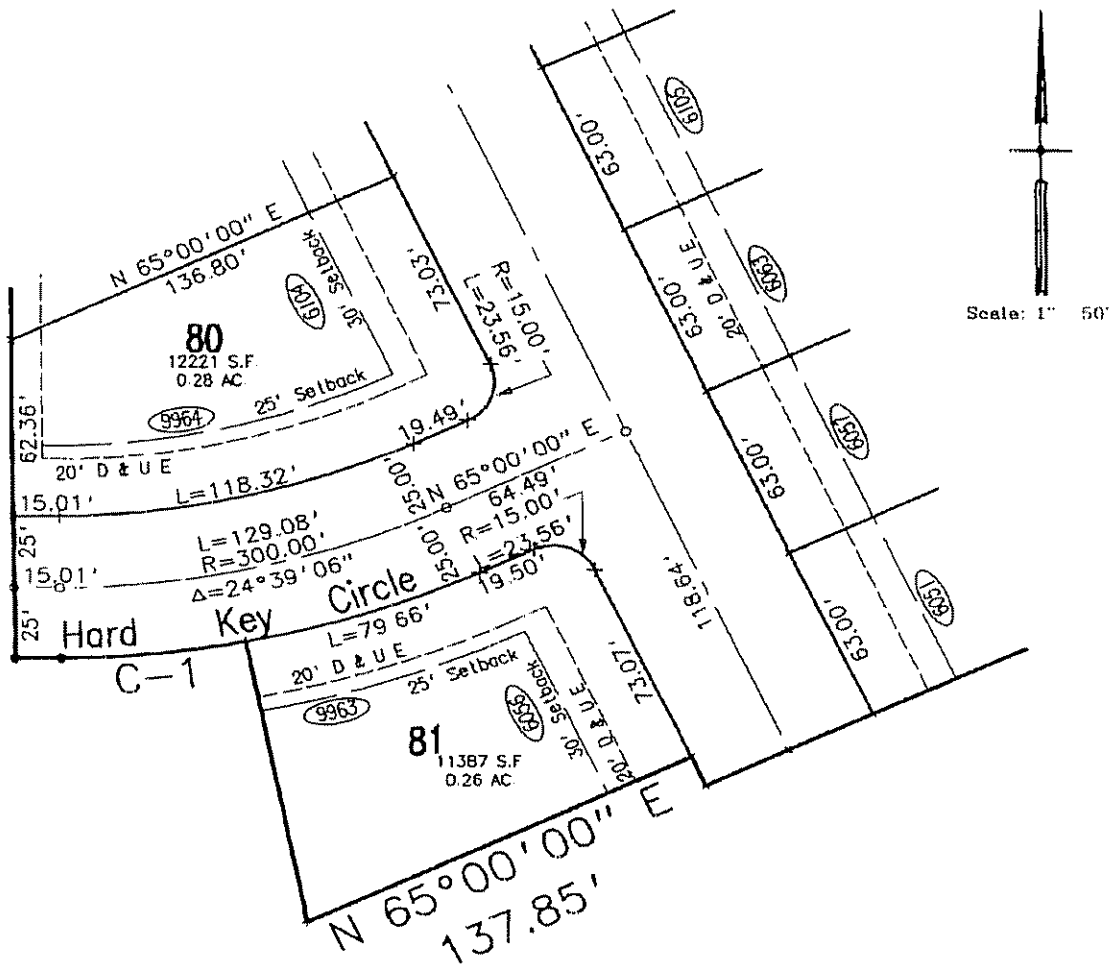 6105
63.00'
Scale: 1" 50'
N 65°00'00" E
136.80'
30' Setback
6104
73.03'
R=15.00'
L=23.56'
63.00'
20' D & U E
6063
80
12221 S.F.
0.28 AC.
25' Setback
9964
62.36'
20' D & U E
19.49'
63.00'
6057
15.01'
L=118.32'
25.00'
N 65°00'00" E
64.49'
25'
L=129.08'
R=300.00'
Δ=24°39'06"
25.00'
R=15.00'
=23.56'
19.50'
15.01'
25'
Hard Key Circle
C-1
L=79.66'
20' D & U E
25' Setback
9963
6056
30' Setback
20' D & U E
73.07'
118.64'
63.00'
6051
81
11387 S.F
0.26 AC.
N 65°00'00" E
137.85'